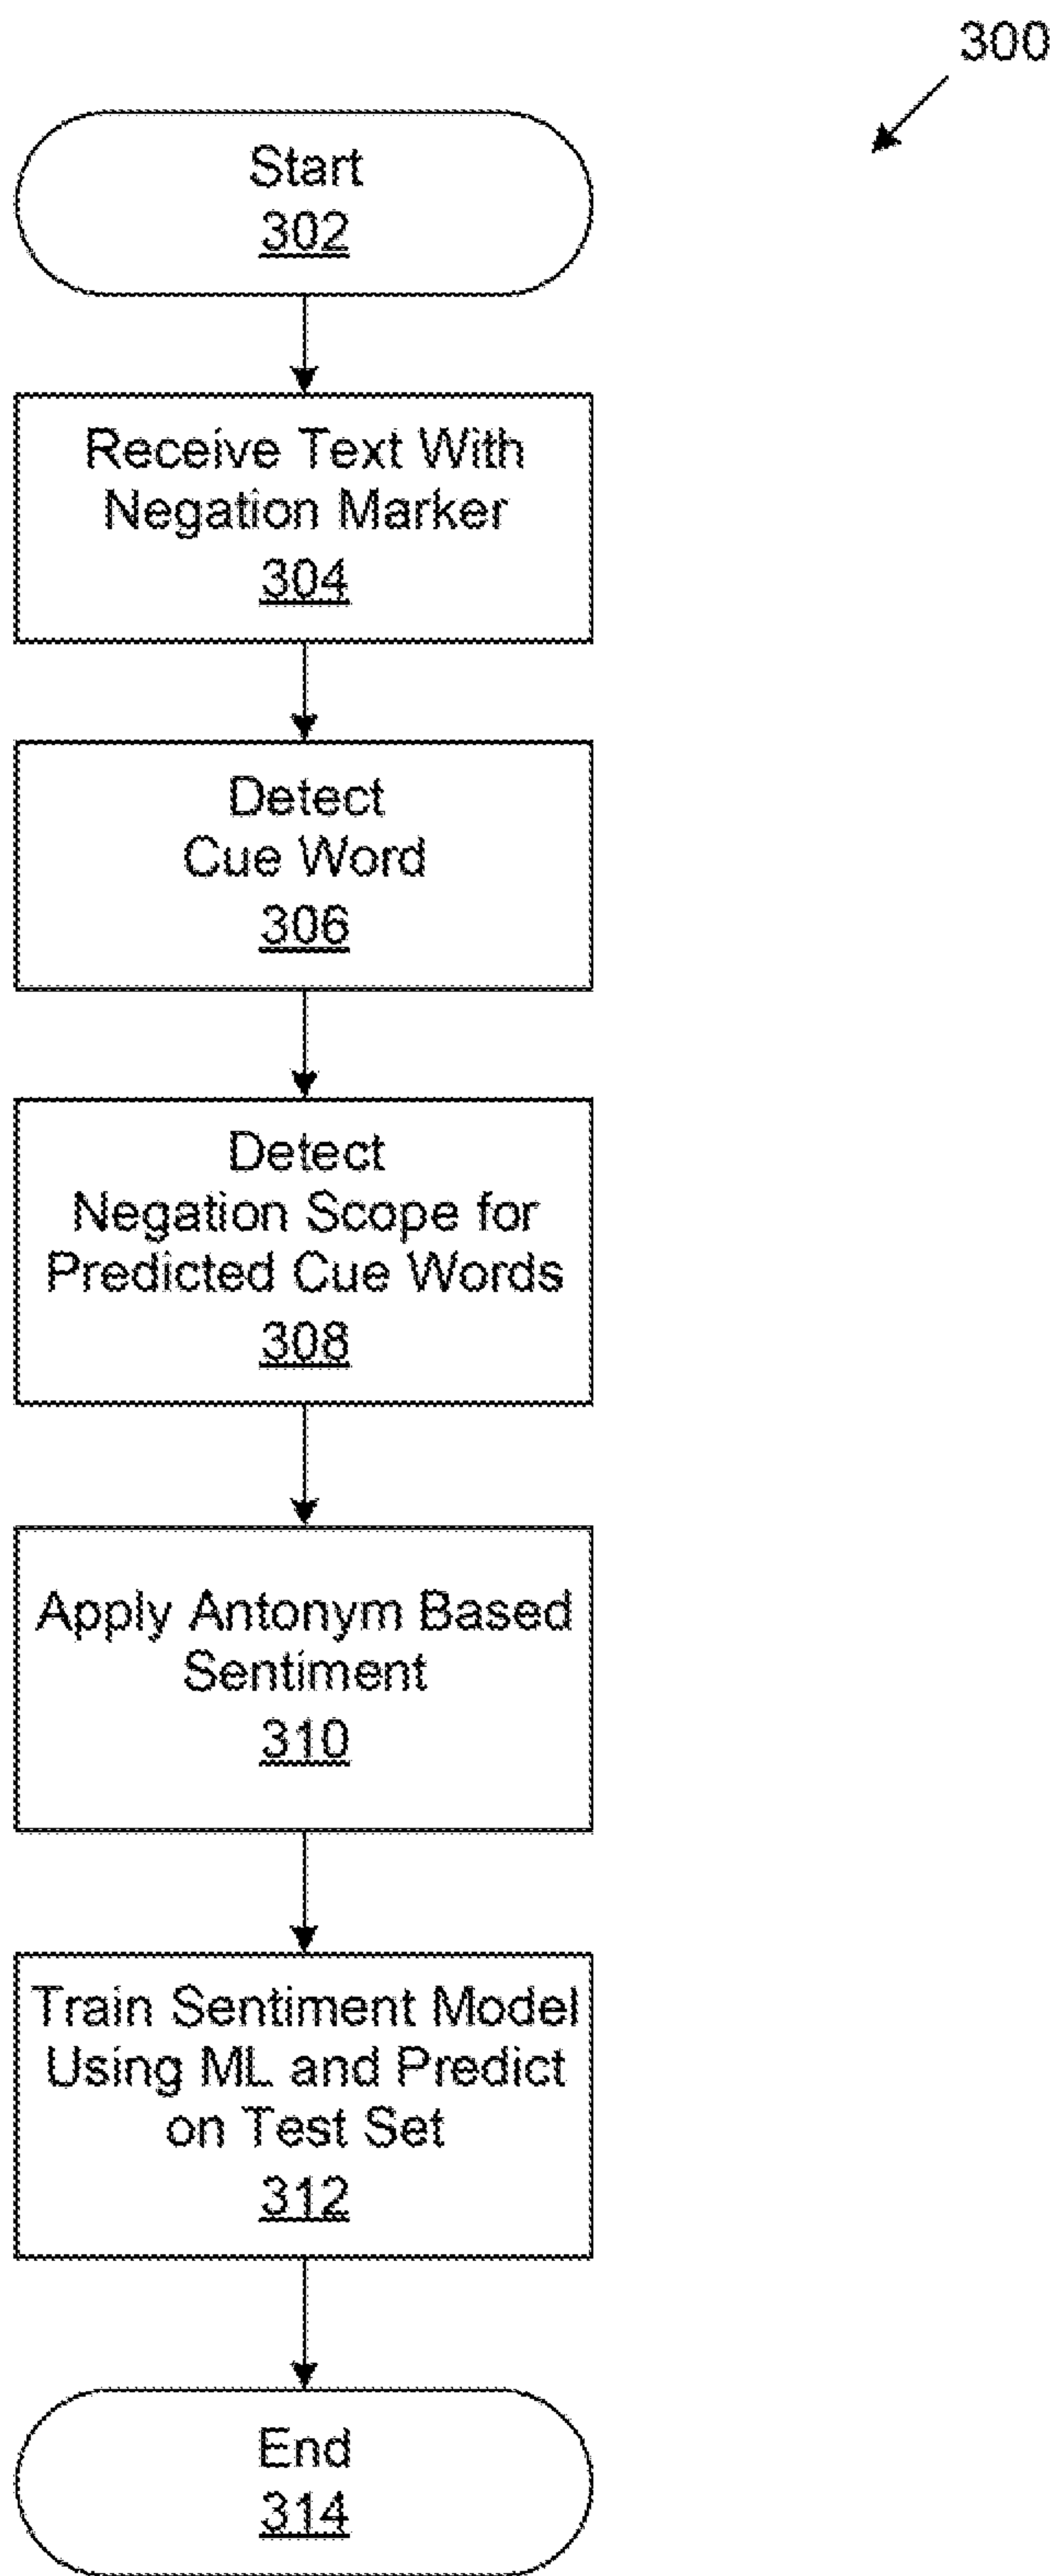 300
Start
302
Receive Text With
Negation Marker
304
Detect
Cue Word
306
Detect
Negation Scope for
Predicted Cue Words
308
Apply Antonym Based
Sentiment
310
Train Sentiment Model
Using ML and Predict
on Test Set
312
End
314